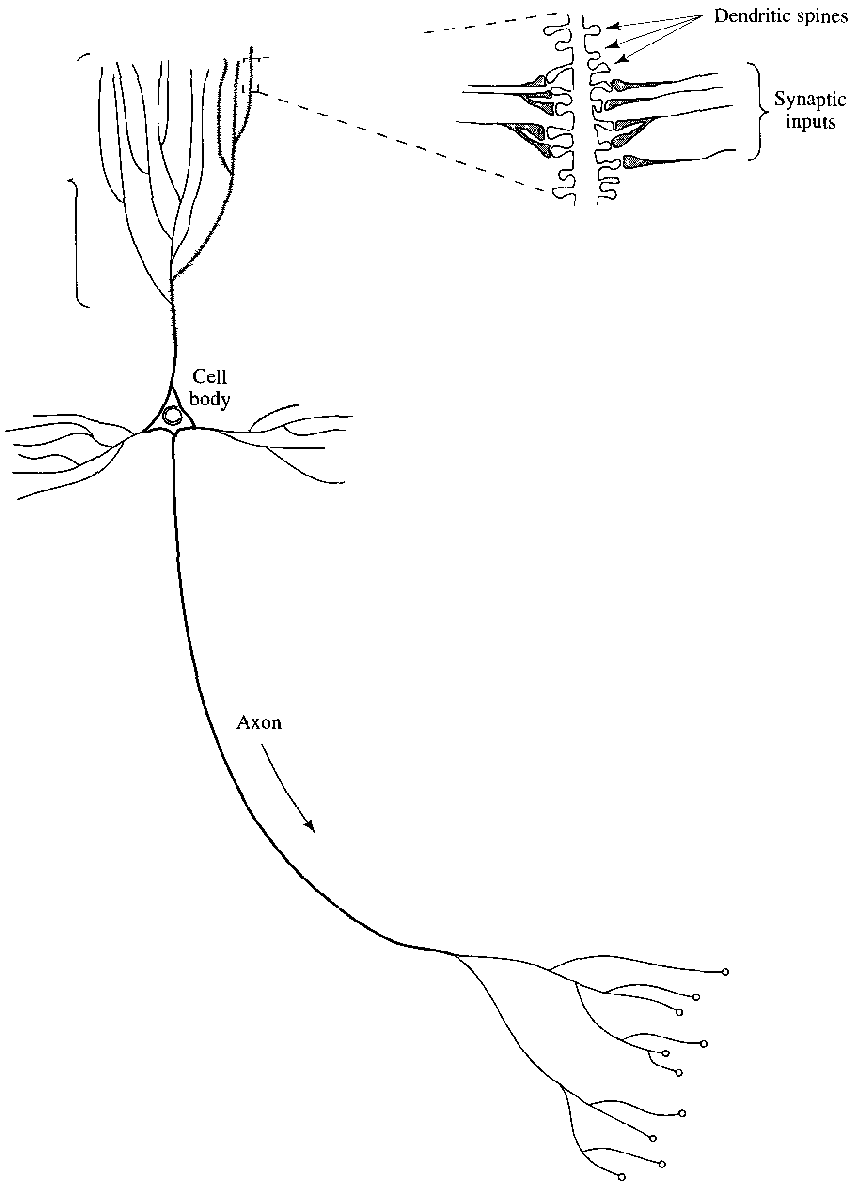 Dendritic spines
Synaptic
inputs
Cell
body
Axon